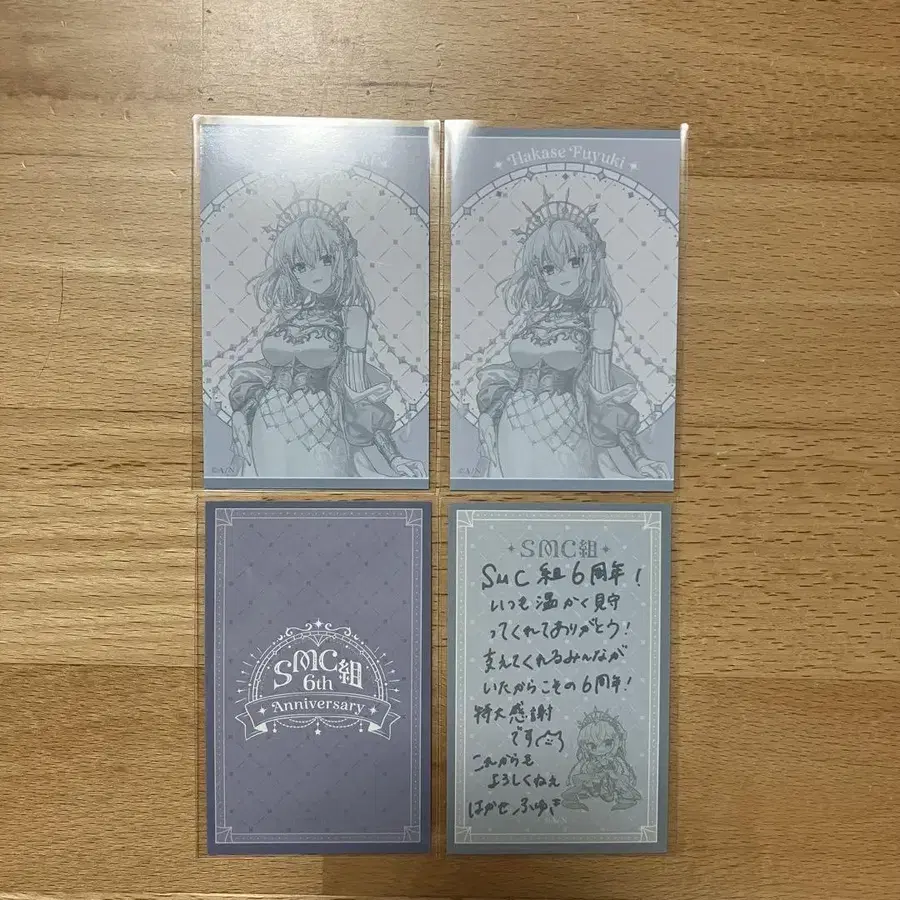 Hakase Fuyuki
©A/N
©A/N
SMC組
6th
Anniversary
SMC組
SMC組6周年!
いつも温かく見守
ってくれてありがとう!
支えてくれるみんなが
いたからこその6周年!
特大感謝
です
これからも
よろしくねぇ
はかせ ふゆき